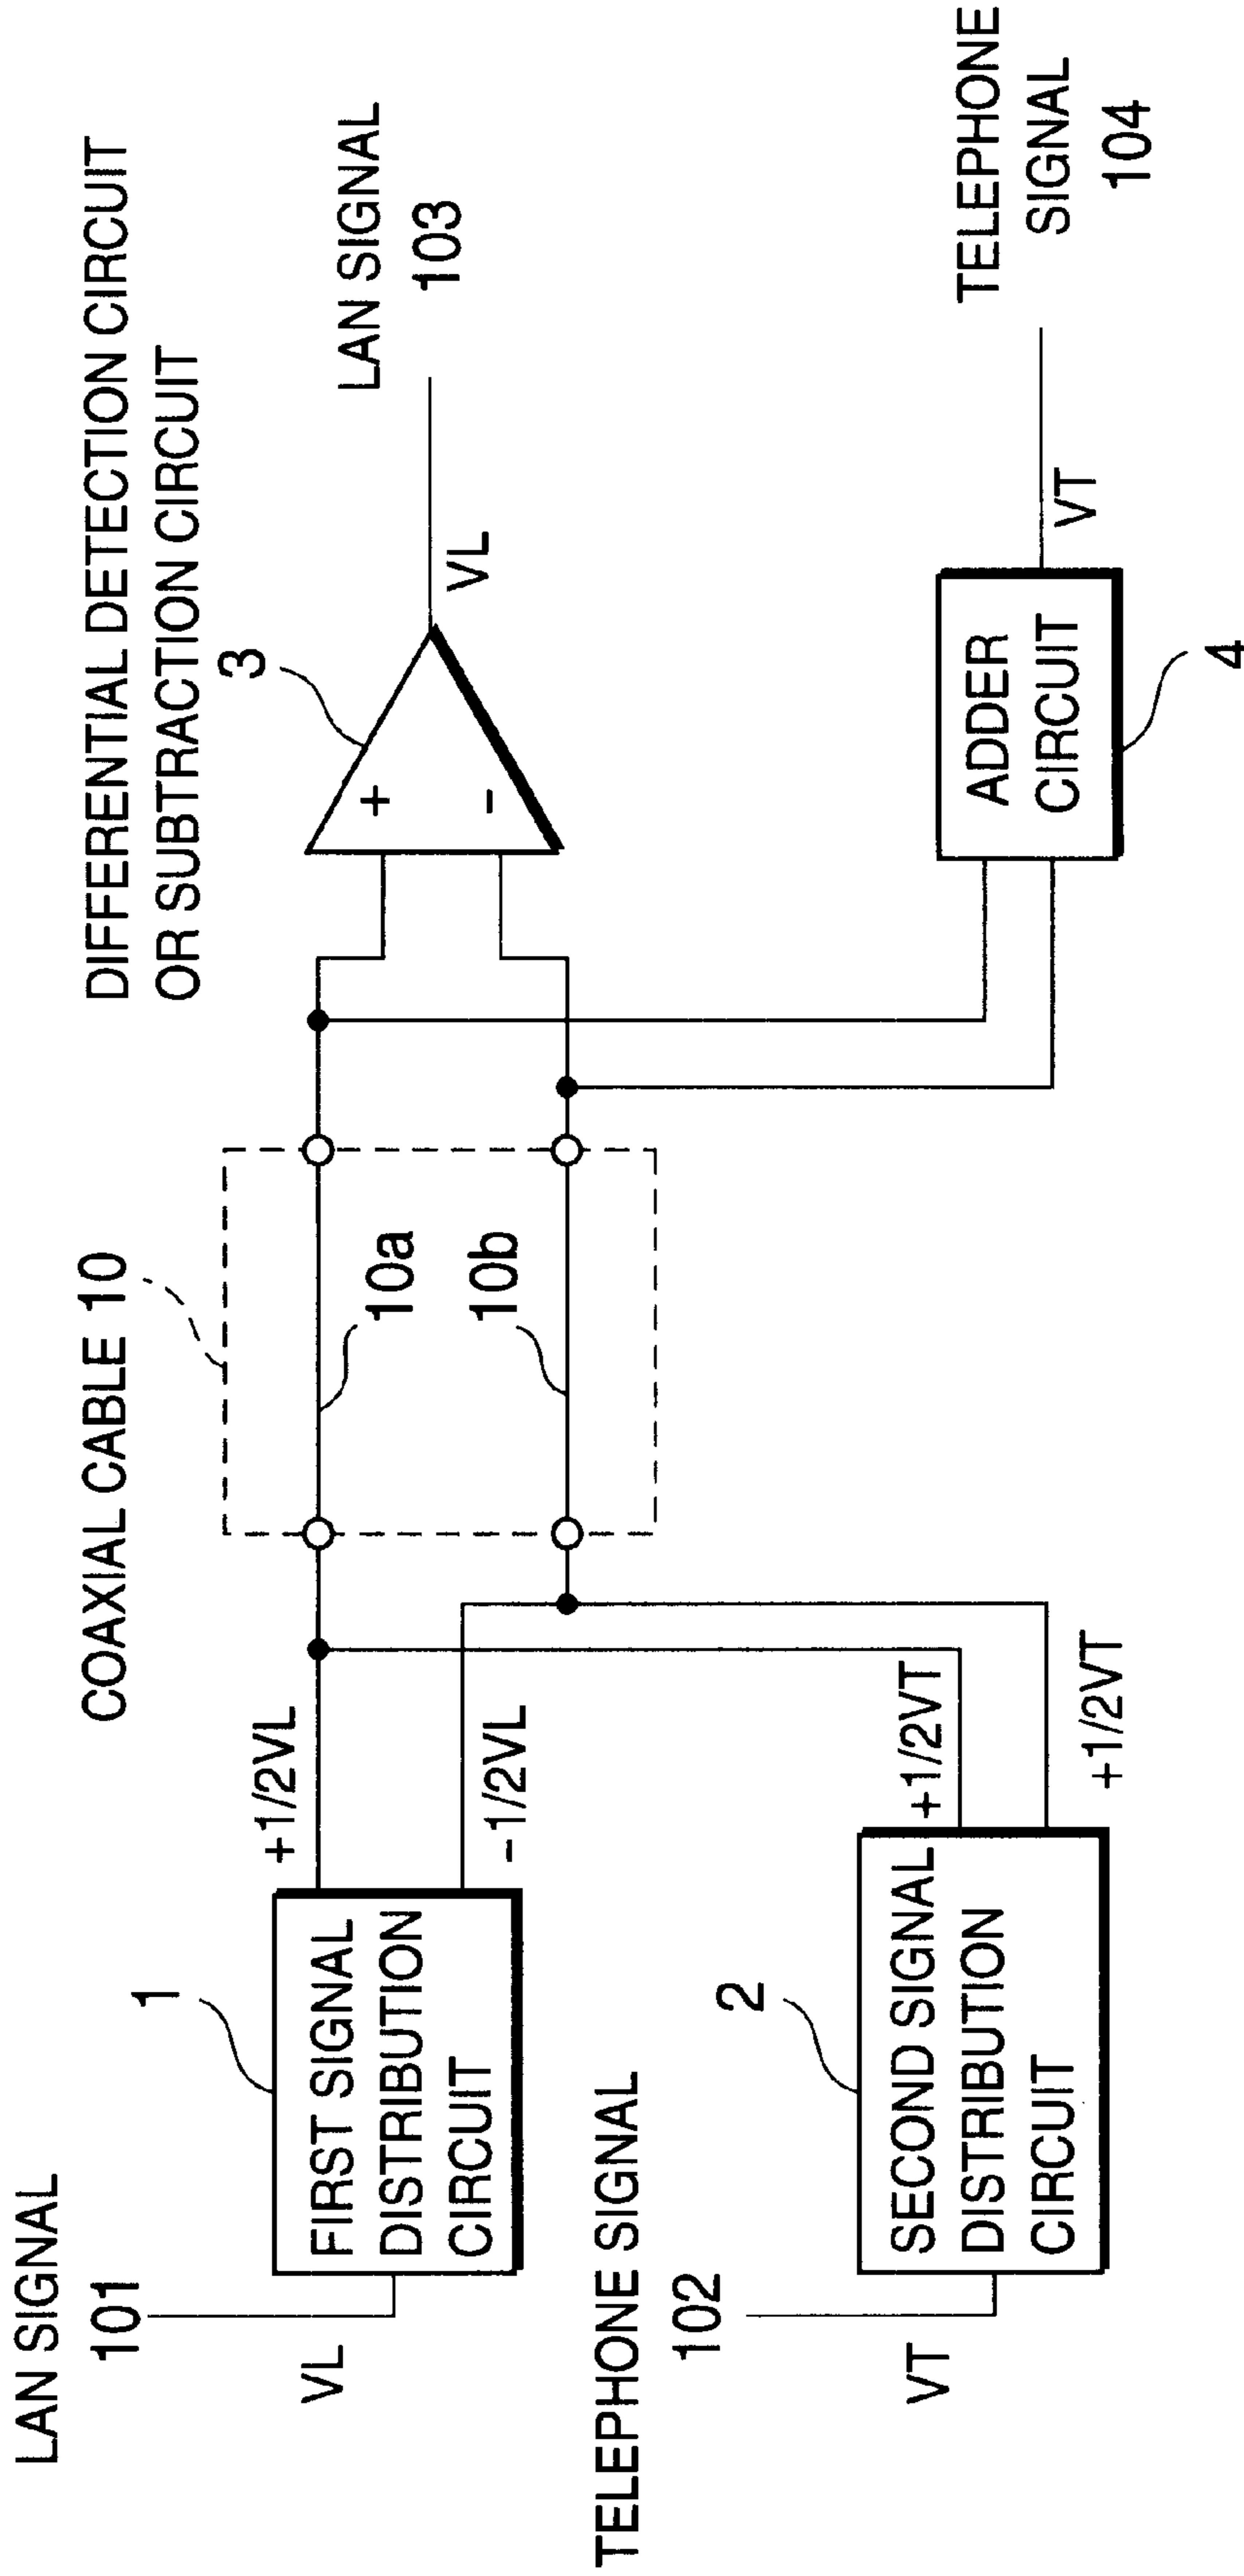 LAN SIGNAL
101
VL
1
FIRST SIGNAL
DISTRIBUTION
CIRCUIT
+1/2VL
-1/2VL
COAXIAL CABLE 10
10a
10b
DIFFERENTIAL DETECTION CIRCUIT
OR SUBTRACTION CIRCUIT
3
+
-
VL
LAN SIGNAL
103
TELEPHONE SIGNAL
102
VT
2
SECOND SIGNAL
DISTRIBUTION
CIRCUIT
+1/2VT
+1/2VT
ADDER
CIRCUIT
4
VT
TELEPHONE
SIGNAL
104